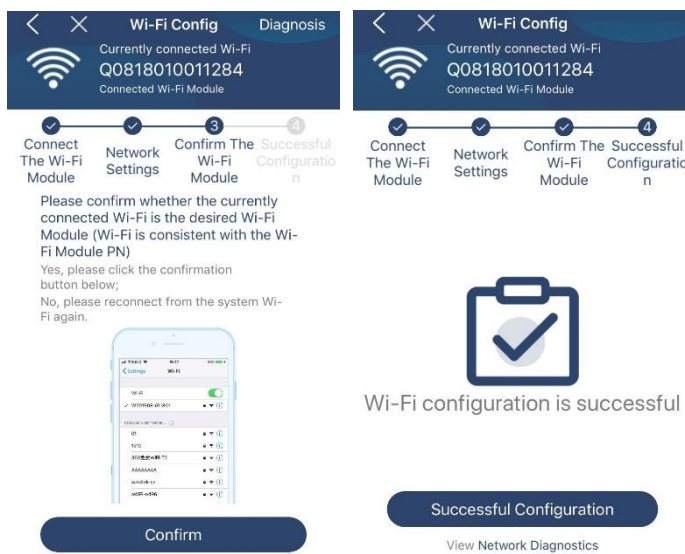 Wi-Fi Config
Diagnosis
Currently connected Wi-Fi
Q0818010011284
Connected Wi-Fi Module
3
4
Connect
The Wi-Fi
Module
Network
Settings
Confirm The
Wi-Fi
Module
Successful
Configuratio
n
Please confirm whether the currently
connected Wi-Fi is the desired Wi-Fi
Module (Wi-Fi is consistent with the Wi-
Fi Module PN)
Yes, please click the confirmation
button below;
No, please reconnect from the system Wi-
Fi again.
Settings
Wi-Fi
Wi-Fi
01
1212
AAAAAAAA
Confirm
Wi-Fi Config
Currently connected Wi-Fi
Q0818010011284
Connected Wi-Fi Module
4
Connect
The Wi-Fi
Module
Network
Settings
Confirm The
Wi-Fi
Module
Successful
Configuratio
n
Wi-Fi configuration is successful
Successful Configuration
View Network Diagnostics